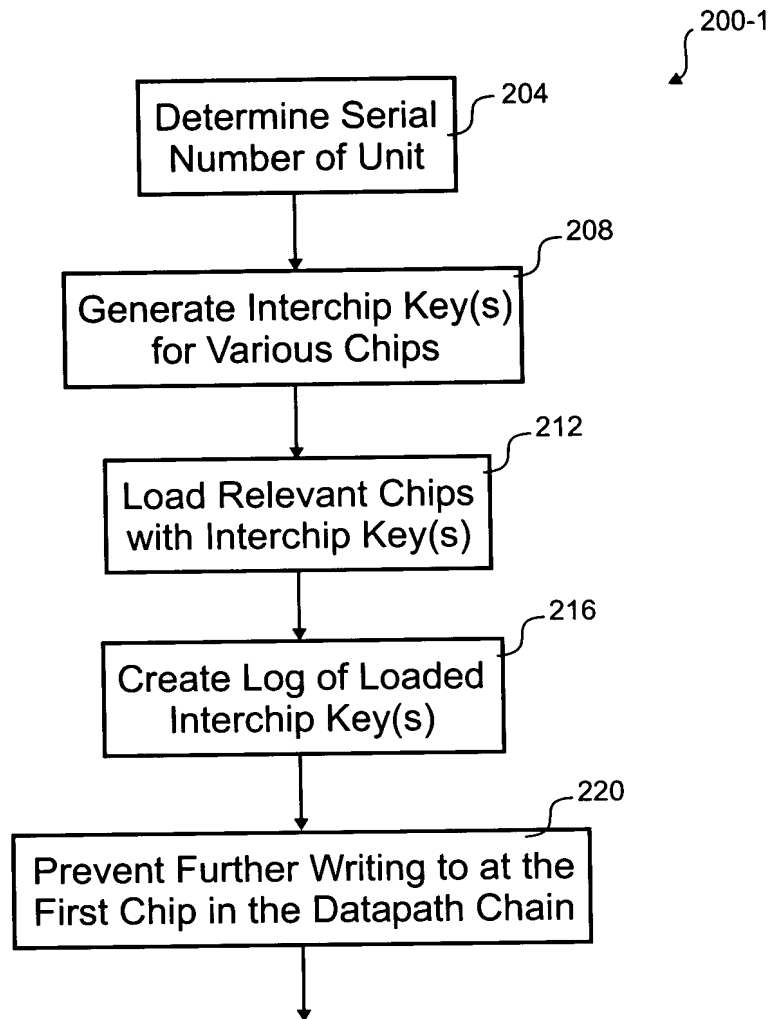 200-1
204
Determine Serial
Number of Unit
208
Generate Interchip Key(s)
for Various Chips
212
Load Relevant Chips
with Interchip Key(s)
216
Create Log of Loaded
Interchip Key(s)
220
Prevent Further Writing to at the
First Chip in the Datapath Chain